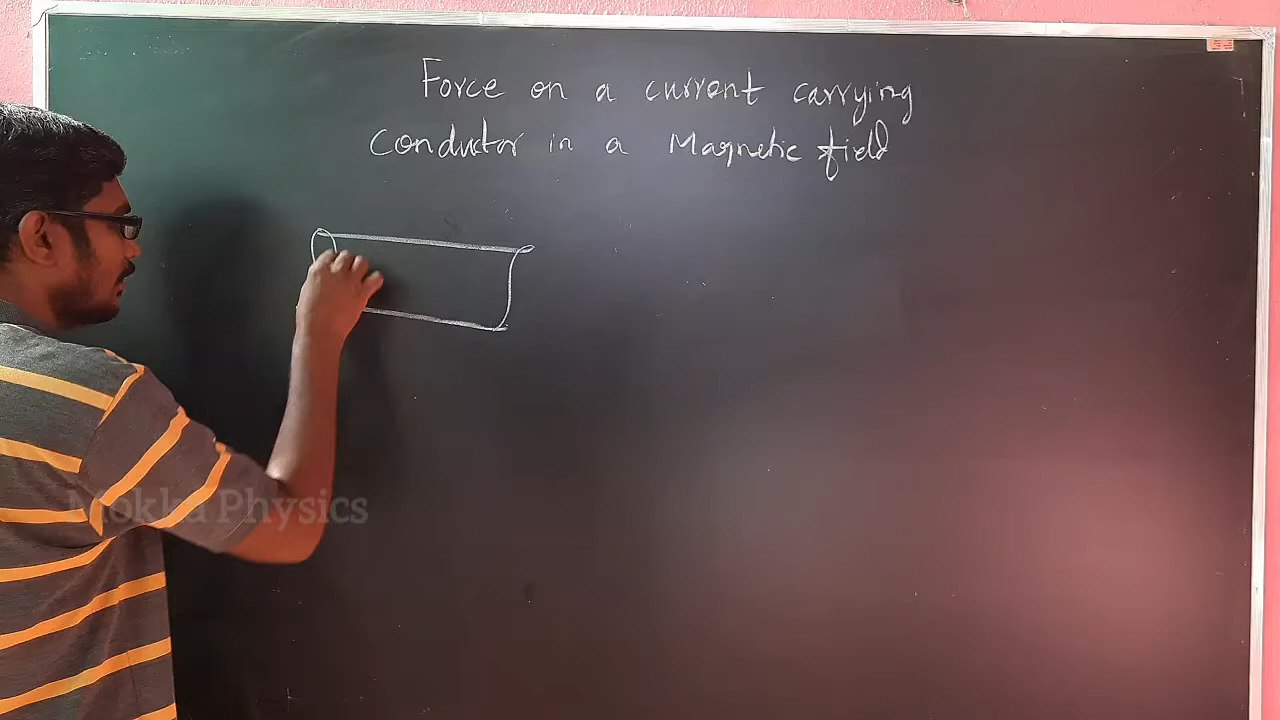 Force on a current carrying
Conductor in a Magnetic field
Mokka Physics